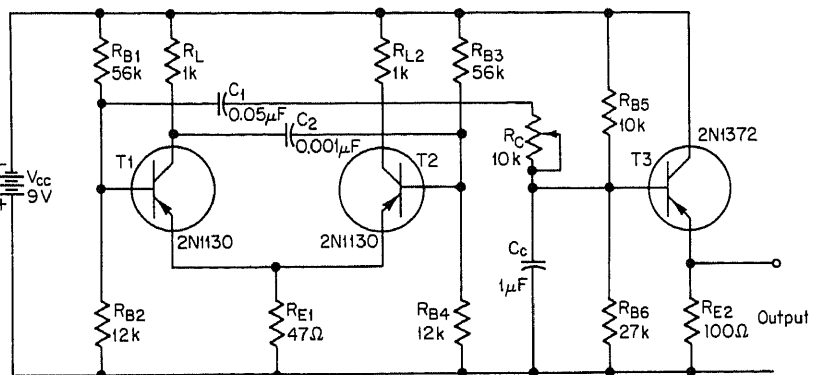 RB1
56k
RL
1k
RL2
1k
RB3
56k
C1
0.05µF
C2
0.001µF
RC
10k
RB5
10k
2N1372
T1
T2
T3
−
VCC
9V
+
2N1130
2N1130
CC
1µF
RB2
12k
RE1
47Ω
RB4
12k
RB6
27k
RE2
100Ω
Output